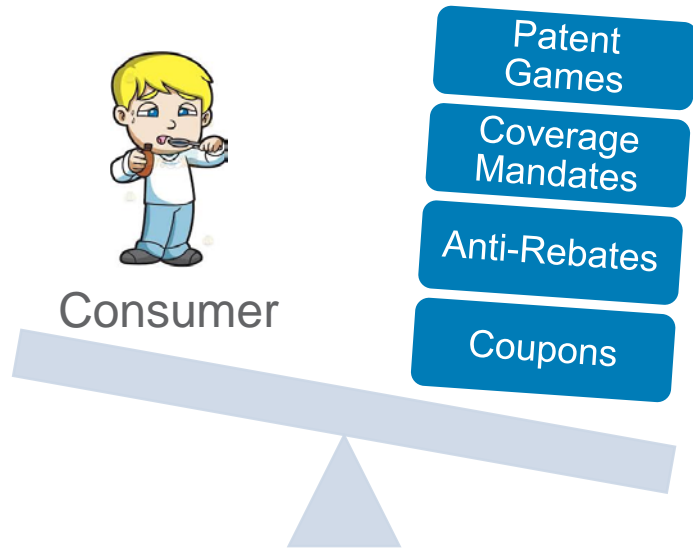 Patent
Games
Coverage
Mandates
Anti-Rebates
Consumer
Coupons